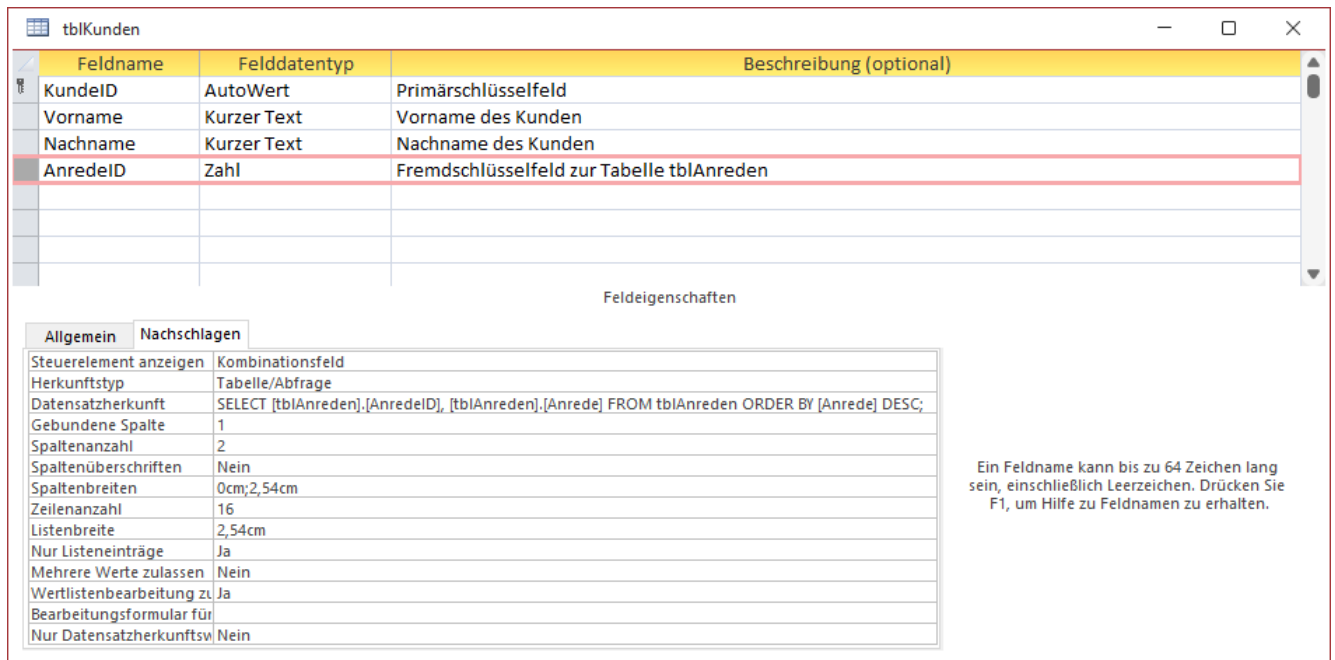 tblKunden
Feldname Felddatentyp Beschreibung (optional)
KundeID AutoWert Primärschlüsselfeld
Vorname Kurzer Text Vorname des Kunden
Nachname Kurzer Text Nachname des Kunden
AnredeID Zahl Fremdschlüsselfeld zur Tabelle tblAnreden
Feldeigenschaften
Allgemein Nachschlagen
Steuerelement anzeigen Kombinationsfeld
Herkunftstyp Tabelle/Abfrage
Datensatzherkunft SELECT [tblAnreden].[AnredeID], [tblAnreden].[Anrede] FROM tblAnreden ORDER BY [Anrede] DESC;
Gebundene Spalte 1
Spaltenanzahl 2
Spaltenüberschriften Nein
Spaltenbreiten 0cm;2,54cm
Zeilenanzahl 16
Listenbreite 2,54cm
Nur Listeneinträge Ja
Mehrere Werte zulassen Nein
Wertlistenbearbeitung zu Ja
Bearbeitungsformular für
Nur Datensatzherkunftsw Nein
Ein Feldname kann bis zu 64 Zeichen lang
sein, einschließlich Leerzeichen. Drücken Sie
F1, um Hilfe zu Feldnamen zu erhalten.